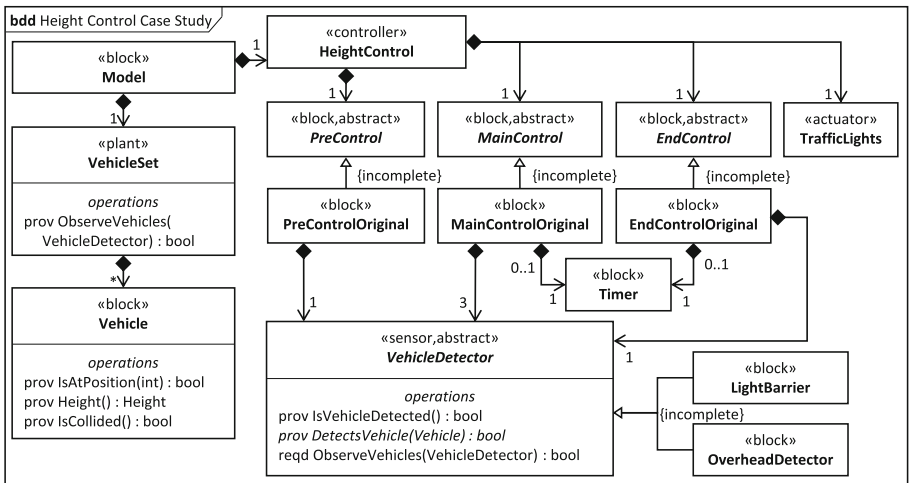 bdd Height Control Case Study
«block»
Model
1
«controller»
HeightControl
1
1
1
1
1
«block,abstract»
PreControl
«block,abstract»
MainControl
«block,abstract»
EndControl
«actuator»
TrafficLights
«plant»
VehicleSet
operations
prov ObserveVehicles(
VehicleDetector) : bool
{incomplete}
{incomplete}
{incomplete}
«block»
PreControlOriginal
«block»
MainControlOriginal
«block»
EndControlOriginal
*
0..1
1
0..1
1
«block»
Timer
«block»
Vehicle
operations
prov IsAtPosition(int) : bool
prov Height() : Height
prov IsCollided() : bool
1
3
1
«sensor,abstract»
VehicleDetector
operations
prov IsVehicleDetected() : bool
prov DetectsVehicle(Vehicle) : bool
reqd ObserveVehicles(VehicleDetector) : bool
«block»
LightBarrier
{incomplete}
«block»
OverheadDetector